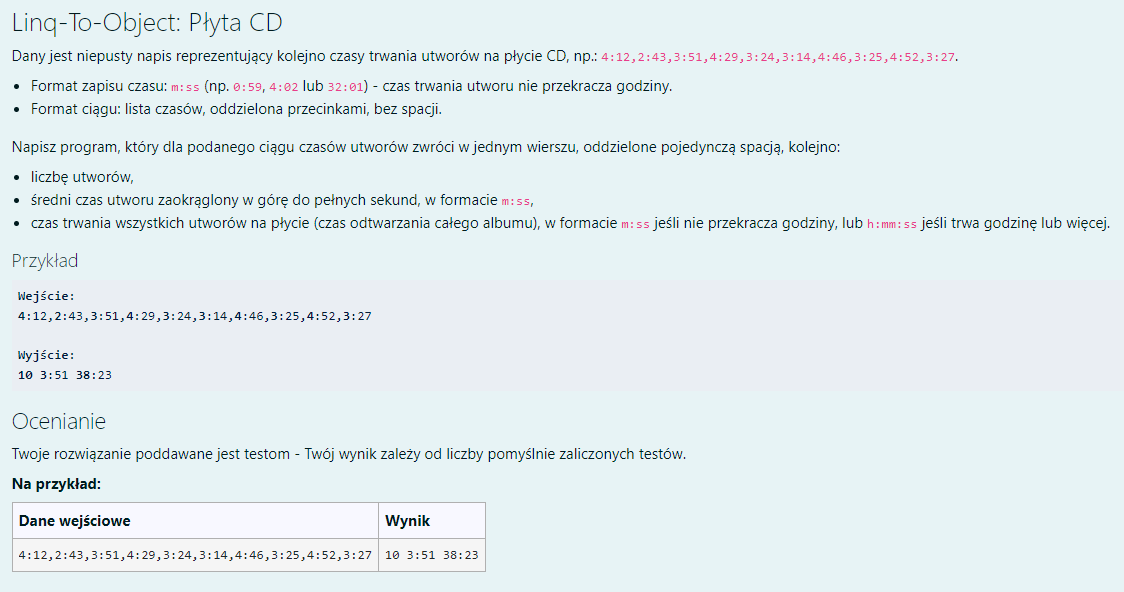 Linq-To-Object: Płyta CD
Dany jest niepusty napis reprezentujący kolejno czasy trwania utworów na płycie CD, np.: 4:12,2:43,3:51,4:29,3:24,3:14,4:46,3:25,4:52,3:27.
• Format zapisu czasu: m:ss (np. 0:59, 4:02 lub 32:01) - czas trwania utworu nie przekracza godziny.
• Format ciągu: lista czasów, oddzielona przecinkami, bez spacji.
Napisz program, który dla podanego ciągu czasów utworów zwróci w jednym wierszu, oddzielone pojedynczą spacją, kolejno:
• liczbę utworów,
• średni czas utworu zaokrąglony w górę do pełnych sekund, w formacie m:ss,
• czas trwania wszystkich utworów na płycie (czas odtwarzania całego albumu), w formacie m:ss jeśli nie przekracza godziny, lub h:mm:ss jeśli trwa godzinę lub więcej.
Przykład
Wejście:
4:12,2:43,3:51,4:29,3:24,3:14,4:46,3:25,4:52,3:27
Wyjście:
10 3:51 38:23
Ocenianie
Twoje rozwiązanie poddawane jest testom - Twój wynik zależy od liczby pomyślnie zaliczonych testów.
Na przykład:
Dane wejściowe Wynik
4:12,2:43,3:51,4:29,3:24,3:14,4:46,3:25,4:52,3:27 10 3:51 38:23